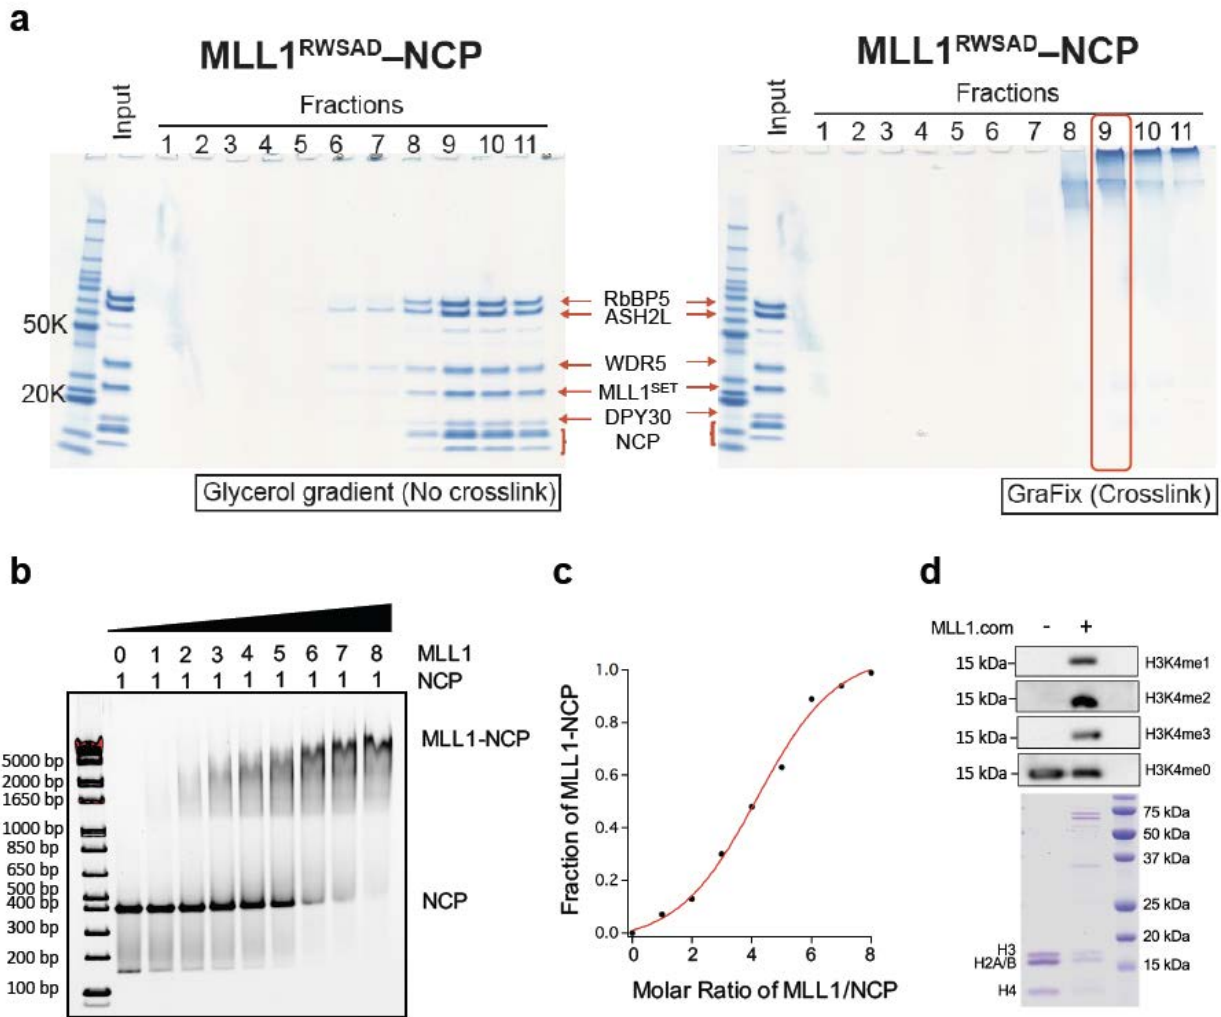 a
MLL1RWSAD–NCP
Fractions
Input
1 2 3 4 5 6 7 8 9 10 11
50K
20K
Glycerol gradient (No crosslink)
RbBP5
ASH2L
WDR5
MLL1SET
DPY30
NCP
MLL1RWSAD–NCP
Fractions
Input
1 2 3 4 5 6 7 8 9 10 11
GraFix (Crosslink)
b
0 1 2 3 4 5 6 7 8 MLL1
1 1 1 1 1 1 1 1 1 NCP
5000 bp
2000 bp
1650 bp
1000 bp
850 bp
650 bp
500 bp
400 bp
300 bp
200 bp
100 bp
MLL1-NCP
NCP
c
Fraction of MLL1-NCP
1.0
0.8
0.6
0.4
0.2
0.0
0 2 4 6 8
Molar Ratio of MLL1/NCP
d
MLL1.com - +
15 kDa H3K4me1
15 kDa H3K4me2
15 kDa H3K4me3
15 kDa H3K4me0
75 kDa
50 kDa
37 kDa
25 kDa
20 kDa
15 kDa
H3
H2A/B
H4